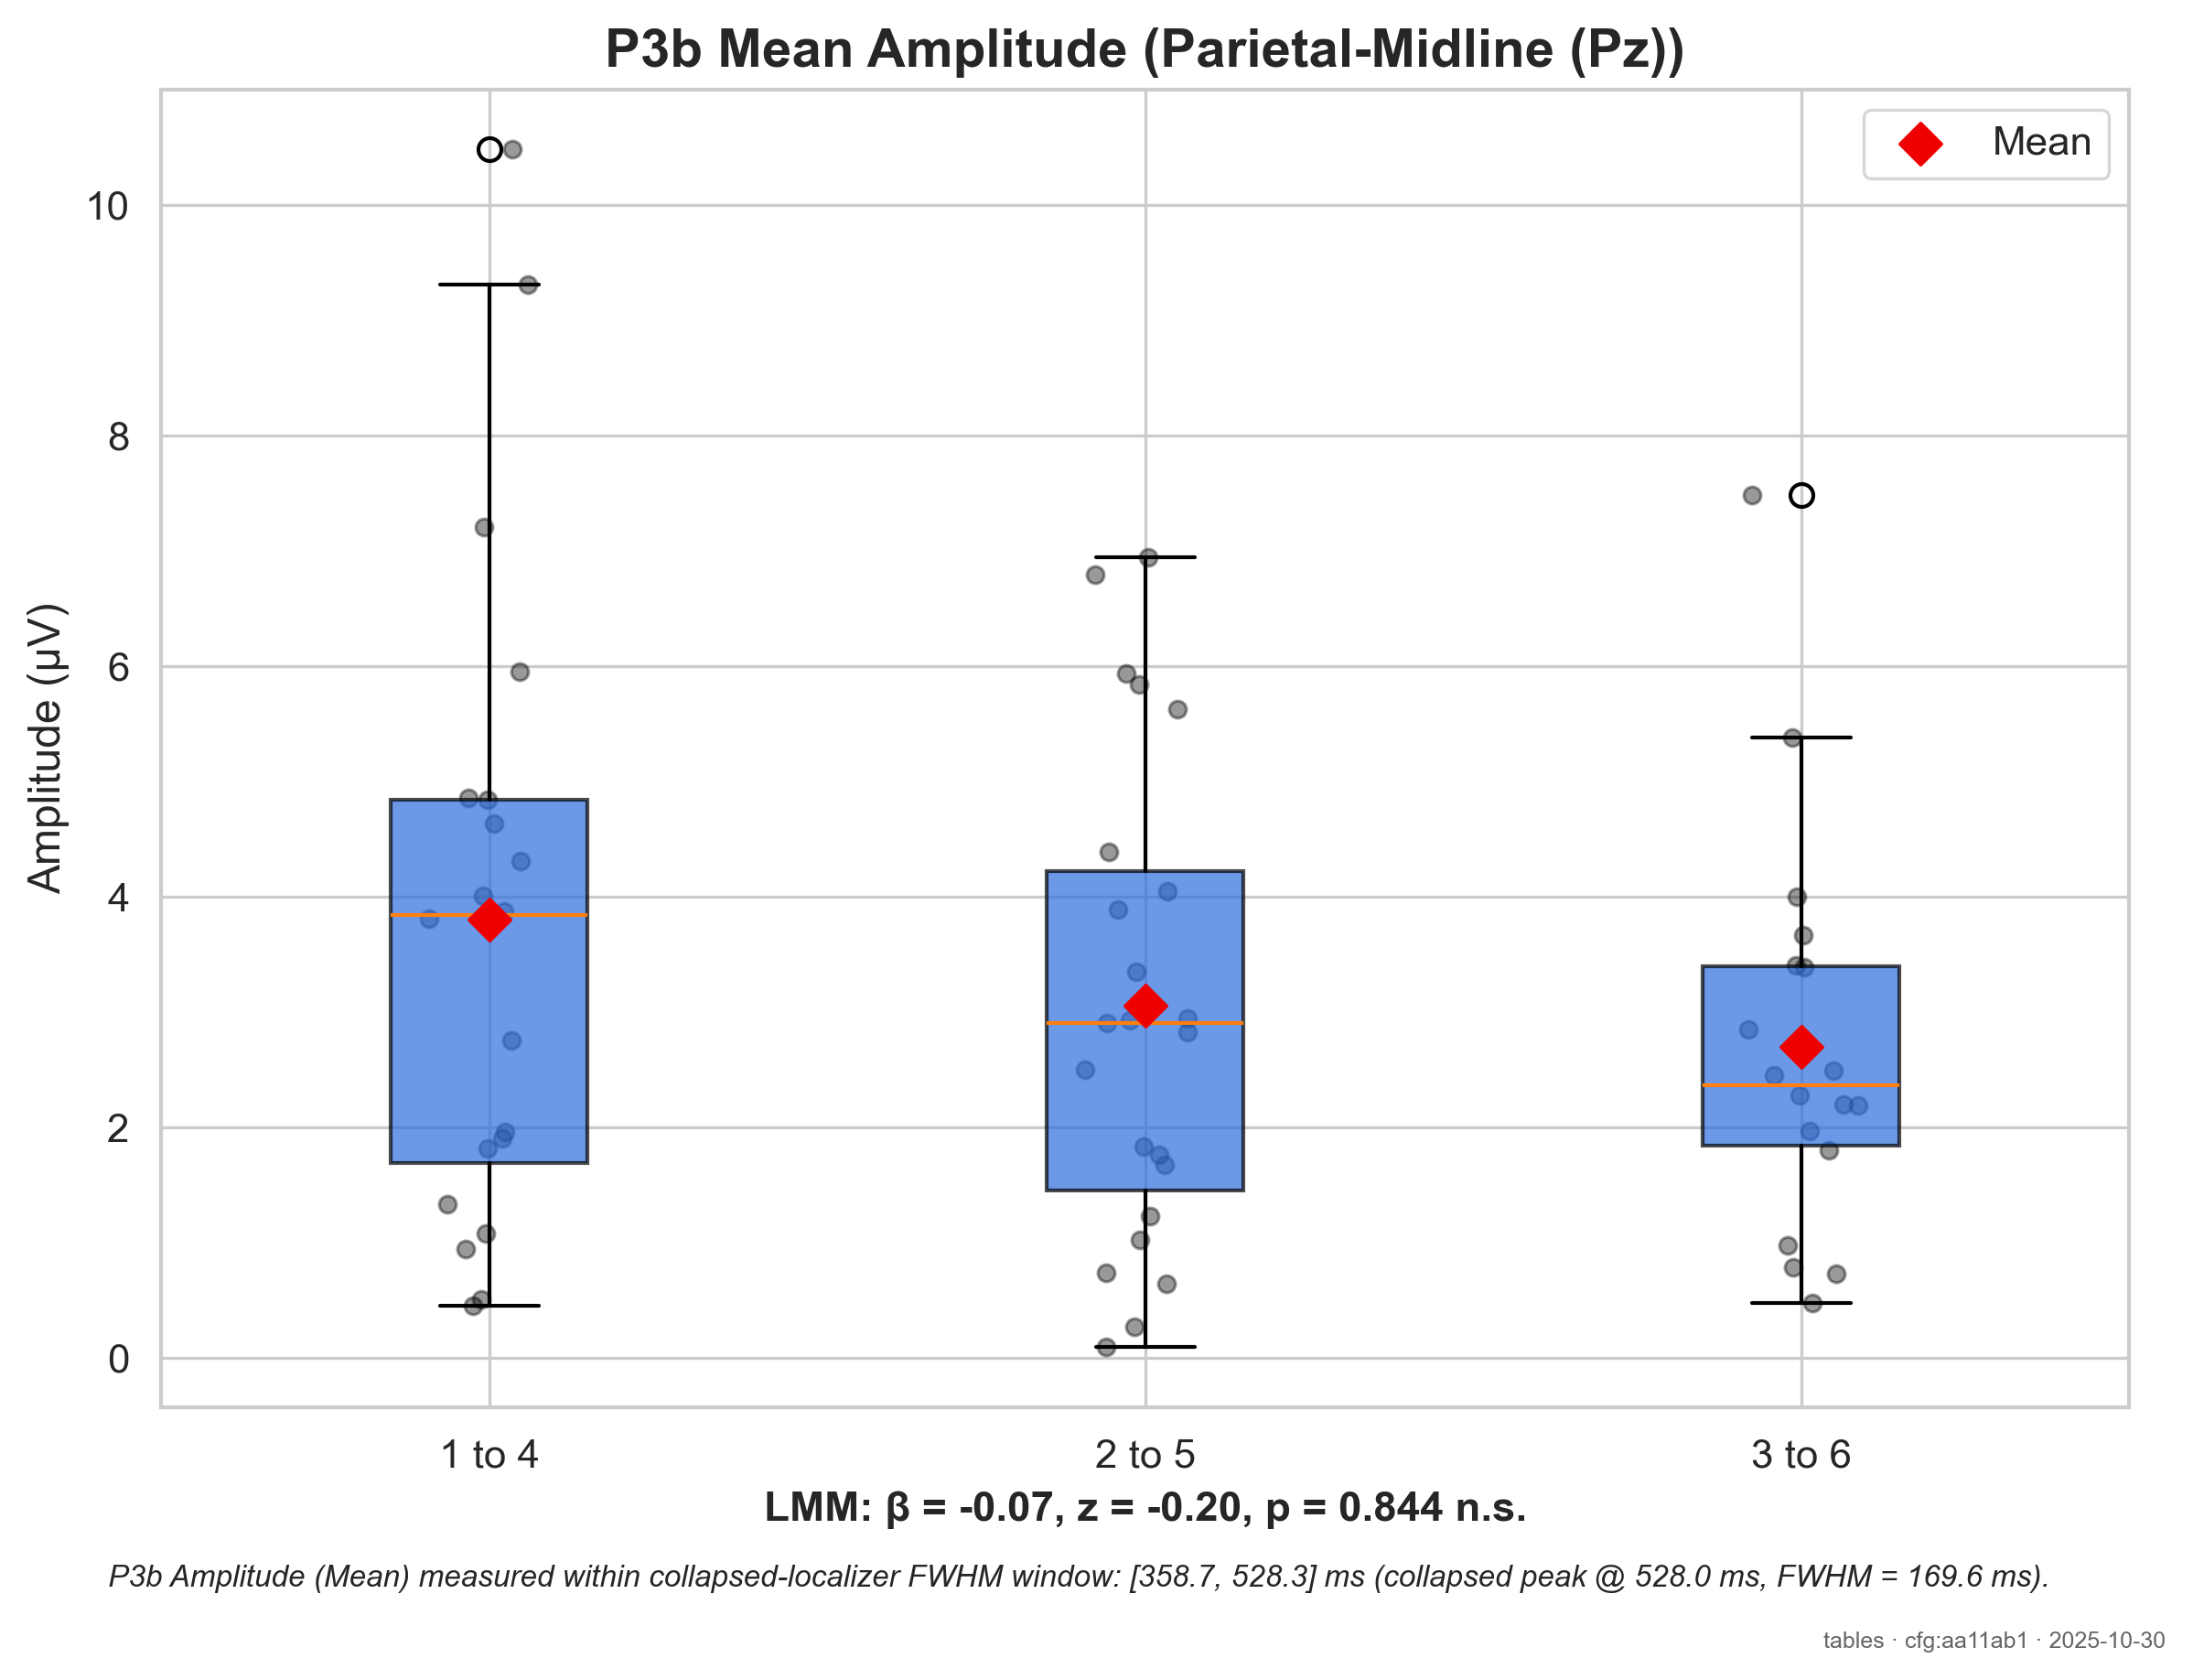 P3b Mean Amplitude (Parietal-Midline (Pz))
Mean
Amplitude (µV)
10
8
6
4
2
0
1 to 4
2 to 5
3 to 6
LMM: β = -0.07, z = -0.20, p = 0.844 n.s.
P3b Amplitude (Mean) measured within collapsed-localizer FWHM window: [358.7, 528.3] ms (collapsed peak @ 528.0 ms, FWHM = 169.6 ms).
tables · cfg:aa11ab1 · 2025-10-30